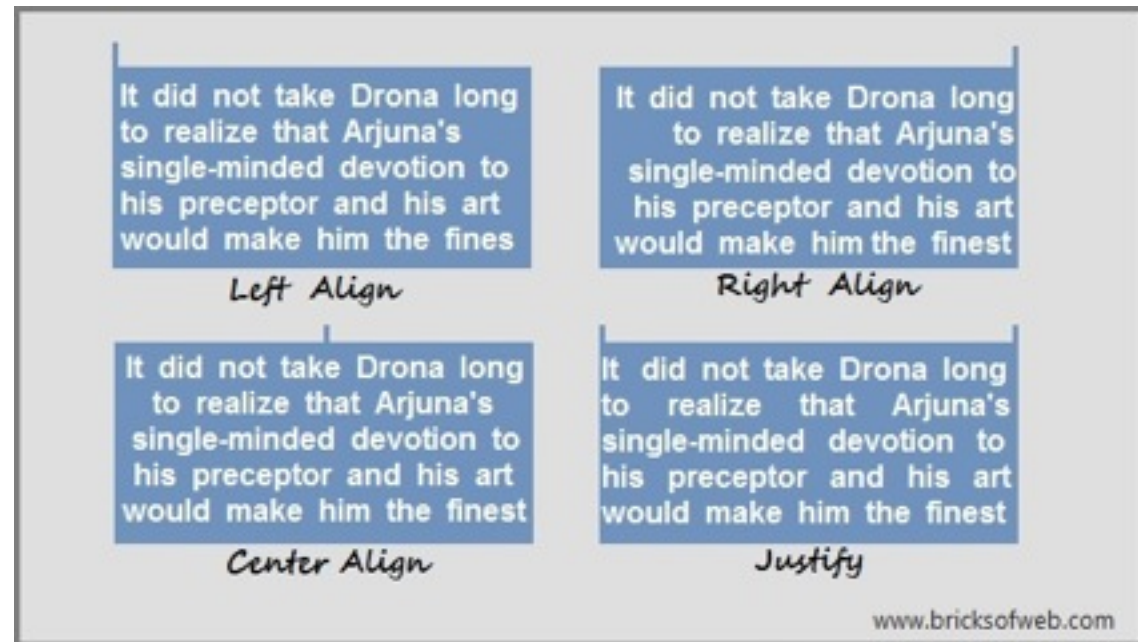 It did not take Drona long
to realize that Arjuna's
single-minded devotion to
his preceptor and his art
would make him the fines
Left Align
It did not take Drona long
to realize that Arjuna's
single-minded devotion to
his preceptor and his art
would make him the finest
Right Align
It did not take Drona long
to realize that Arjuna's
single-minded devotion to
his preceptor and his art
would make him the finest
Center Align
It did not take Drona long
to realize that Arjuna's
single-minded devotion to
his preceptor and his art
would make him the finest
Justify
www.bricksofweb.com